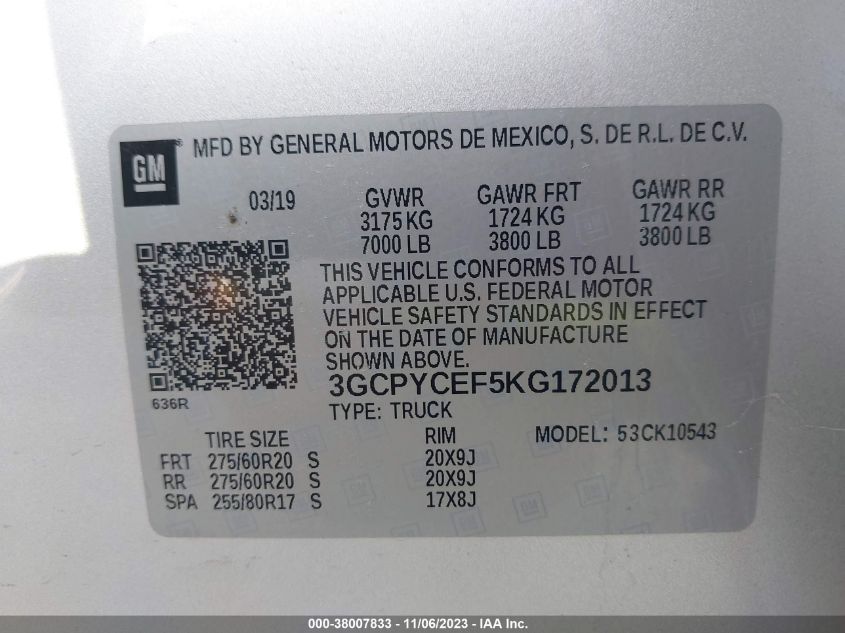 GM ® MFD BY GENERAL MOTORS DE MEXICO, S. DE R.L. DE C.V.
03/19 GVWR GAWR FRT GAWR RR
3175 KG 1724 KG 1724 KG
7000 LB 3800 LB 3800 LB
THIS VEHICLE CONFORMS TO ALL
APPLICABLE U.S. FEDERAL MOTOR
VEHICLE SAFETY STANDARDS IN EFFECT
ON THE DATE OF MANUFACTURE
SHOWN ABOVE.
3GCPYCEF5KG172013
636R
TYPE: TRUCK
TIRE SIZE RIM MODEL: 53CK10543
FRT 275/60R20 S 20X9J
RR 275/60R20 S 20X9J
SPA 255/80R17 S 17X8J
000-38007833 - 11/06/2023 - IAA Inc.